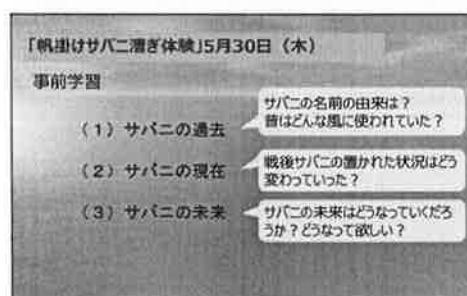 「帆掛けサバニ漕ぎ体験」5月30日（木）
事前学習
（1）サバニの過去
サバニの名前の由来は？
昔はどんな風に使われていた？
（2）サバニの現在
戦後サバニの置かれた状況はどう
変わっていった？
（3）サバニの未来
サバニの未来はどうなっていくだろ
うか？どうなって欲しい？